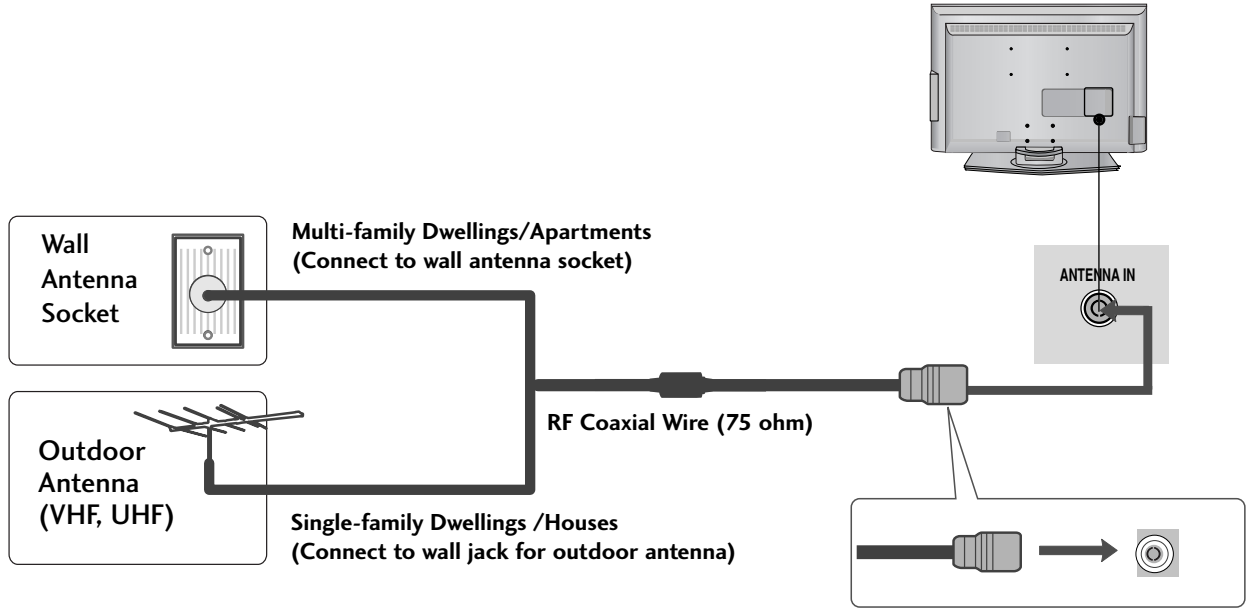 ANTENNA IN
Wall
Antenna
Socket
Multi-family Dwellings/Apartments
(Connect to wall antenna socket)
RF Coaxial Wire (75 ohm)
Outdoor
Antenna
(VHF, UHF)
Single-family Dwellings /Houses
(Connect to wall jack for outdoor antenna)